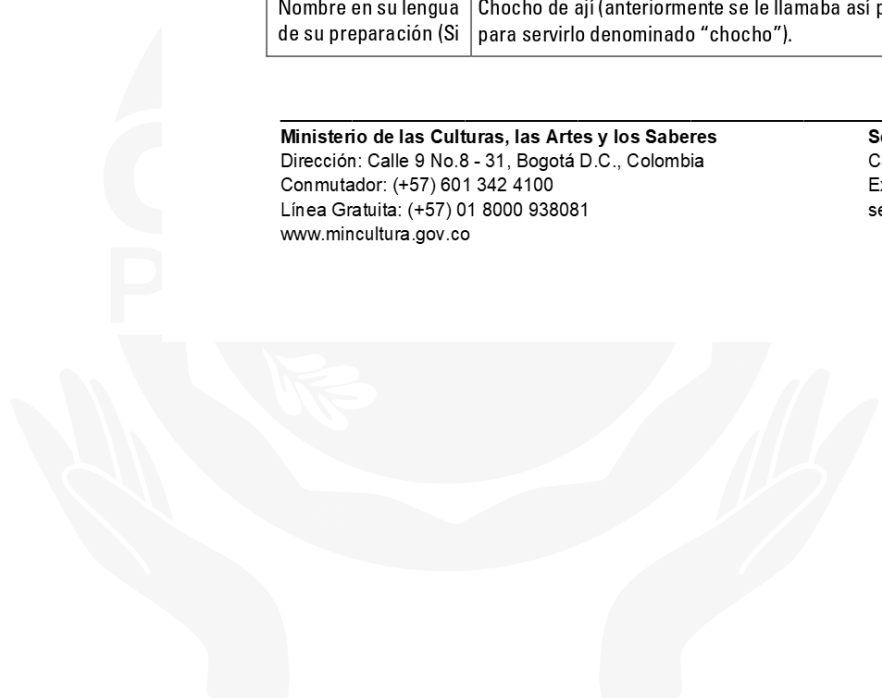 Nombre en su lengua
de su preparación (Si
Chocho de ají (anteriormente se le llamaba así
para servirlo denominado “chocho”).
Ministerio de las Culturas, las Artes y los Saberes
Dirección: Calle 9 No.8 - 31, Bogotá D.C., Colombia
Conmutador: (+57) 601 342 4100
Línea Gratuita: (+57) 01 8000 938081
www.mincultura.gov.co